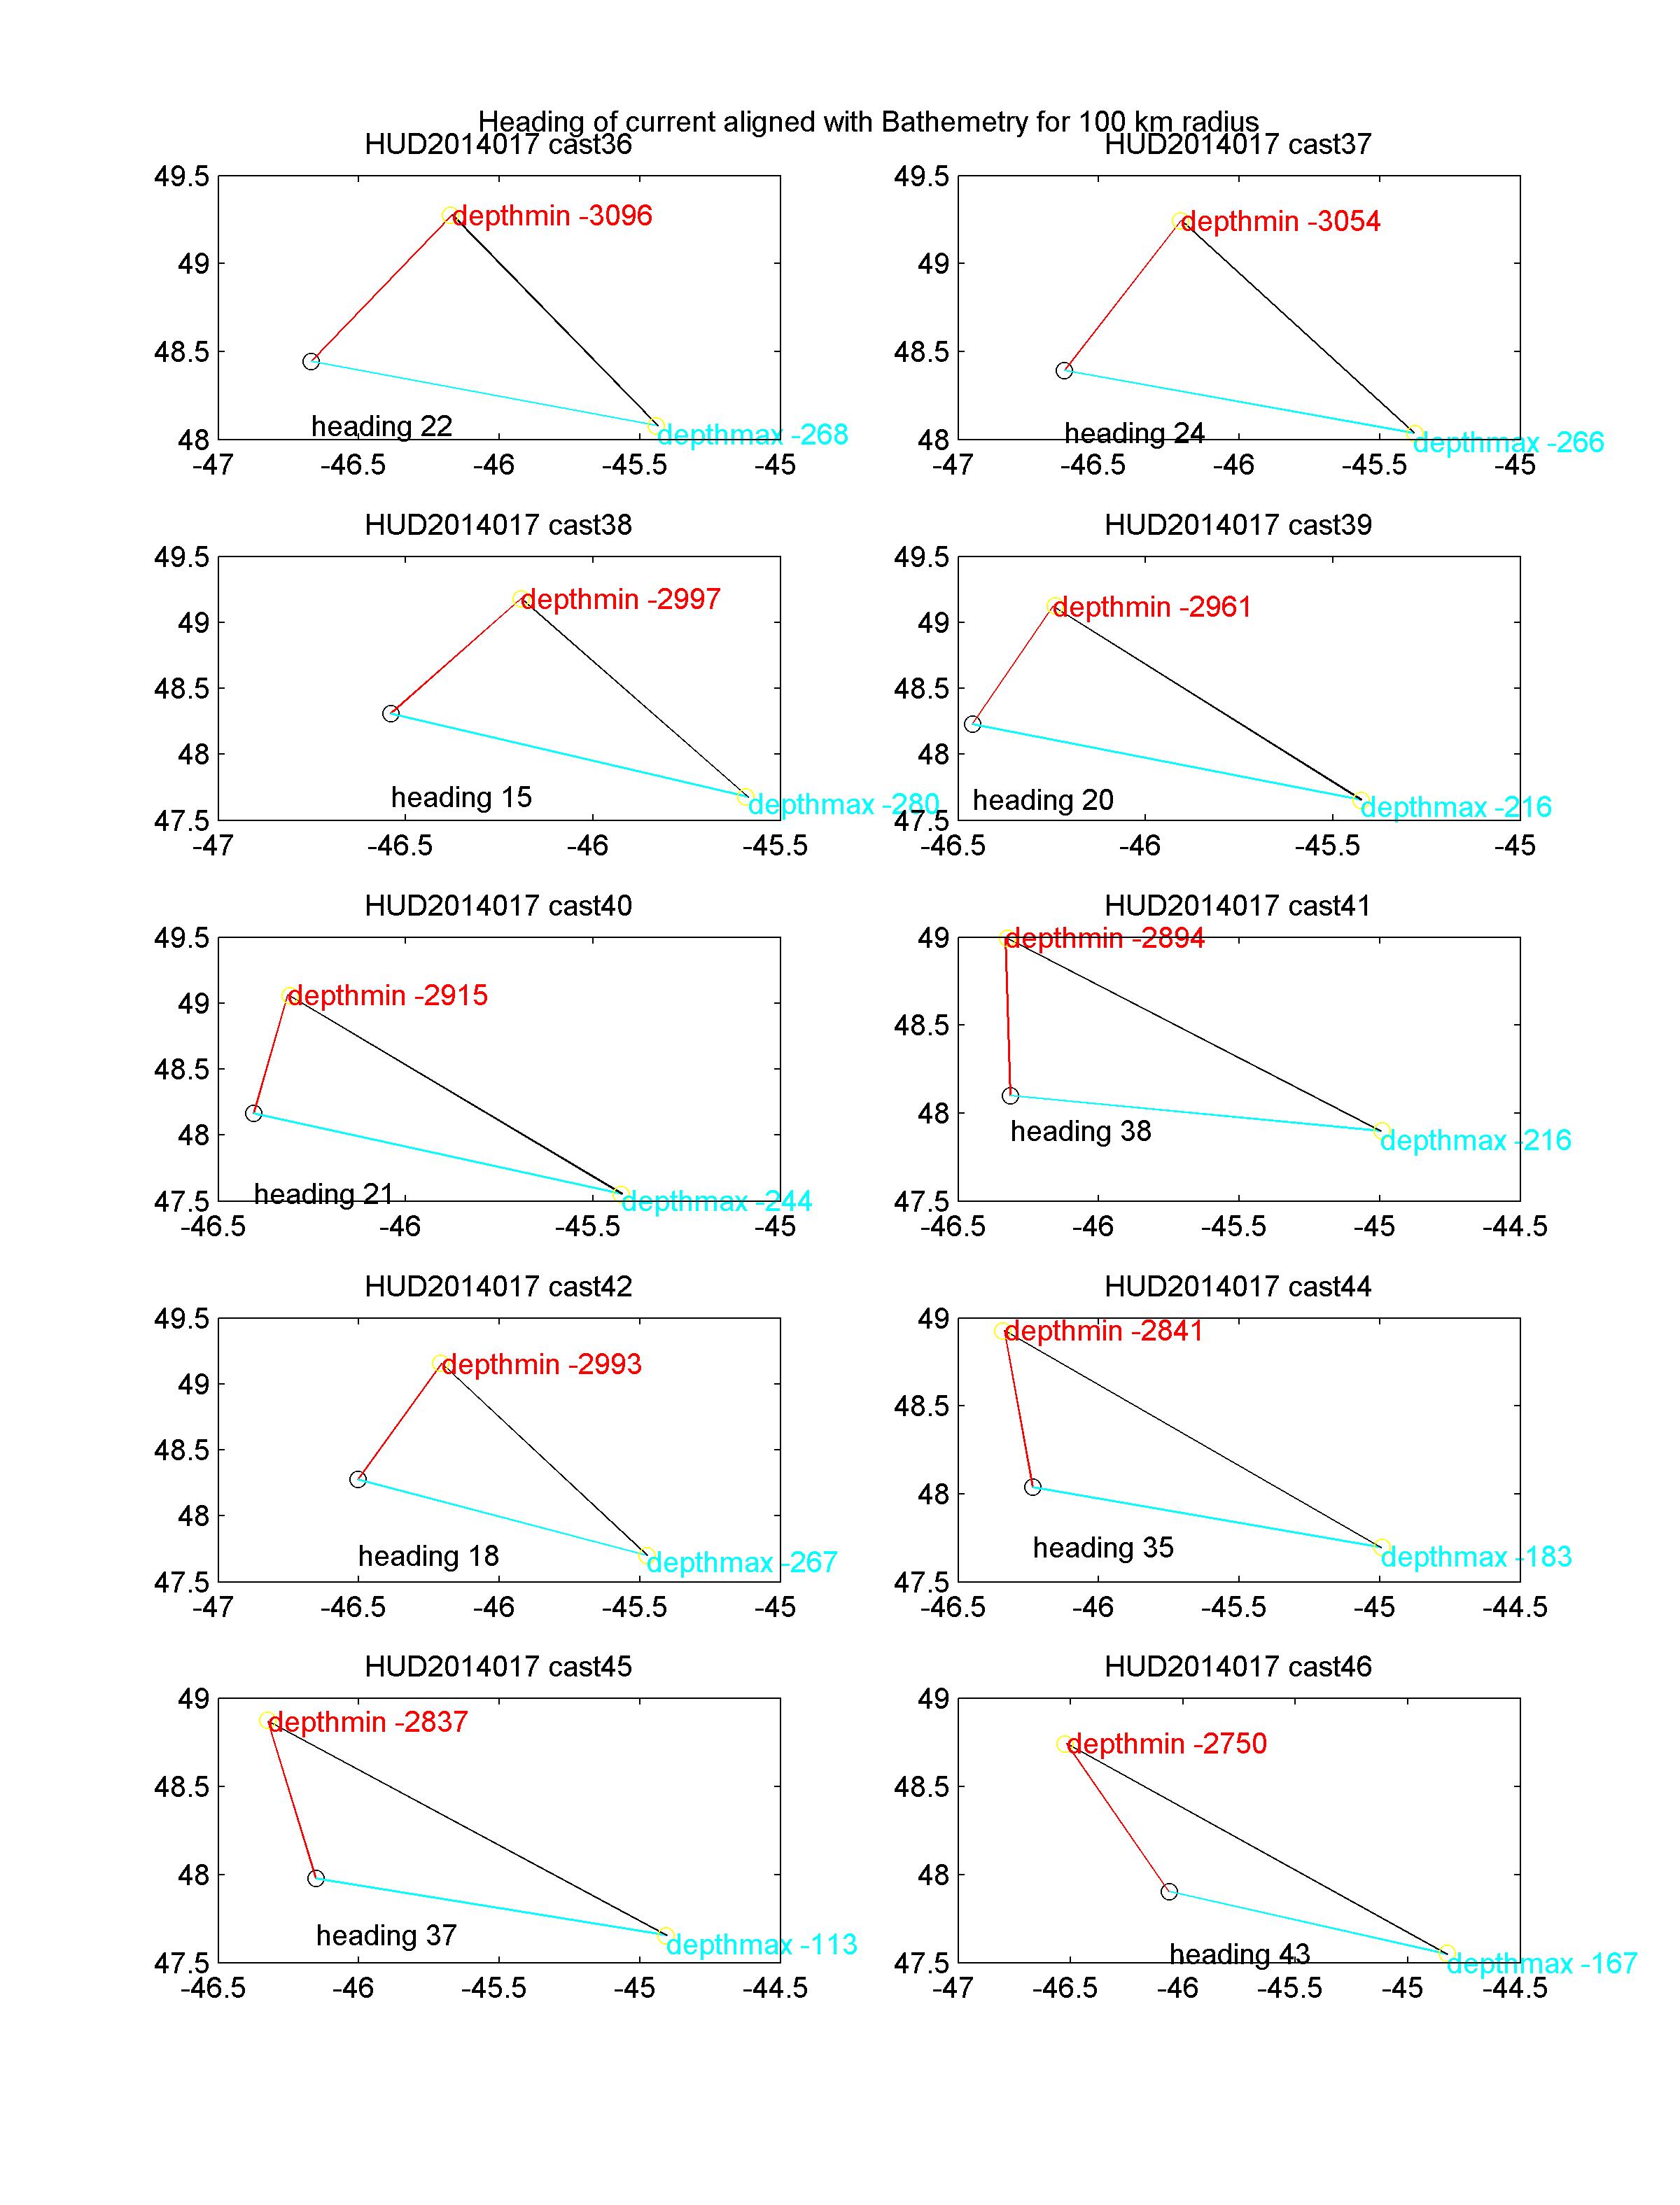 Heading of current aligned with Bathemetry for 100 km radius
HUD2014017 cast36
49.5
49
48.5
48
-47
-46.5
-46
-45.5
-45
depthmin -3096
heading 22
depthmax -268
HUD2014017 cast37
49.5
49
48.5
48
-47
-46.5
-46
-45.5
-45
depthmin -3054
heading 24
depthmax -266
HUD2014017 cast38
49.5
49
48.5
48
47.5
-47
-46.5
-46
-45.5
depthmin -2997
heading 15
depthmax -280
HUD2014017 cast39
49.5
49
48.5
48
47.5
-46.5
-46
-45.5
-45
depthmin -2961
heading 20
depthmax -216
HUD2014017 cast40
49.5
49
48.5
48
47.5
-46.5
-46
-45.5
-45
depthmin -2915
heading 21
depthmax -244
HUD2014017 cast41
49
48.5
48
47.5
-46.5
-46
-45.5
-45
-44.5
depthmin -2894
heading 38
depthmax -216
HUD2014017 cast42
49.5
49
48.5
48
47.5
-47
-46.5
-46
-45.5
-45
depthmin -2993
heading 18
depthmax -267
HUD2014017 cast44
49
48.5
48
47.5
-46.5
-46
-45.5
-45
-44.5
depthmin -2841
heading 35
depthmax -183
HUD2014017 cast45
49
48.5
48
47.5
-46.5
-46
-45.5
-45
-44.5
depthmin -2837
heading 37
depthmax -113
HUD2014017 cast46
49
48.5
48
47.5
-47
-46.5
-46
-45.5
-45
-44.5
depthmin -2750
heading 43
depthmax -167